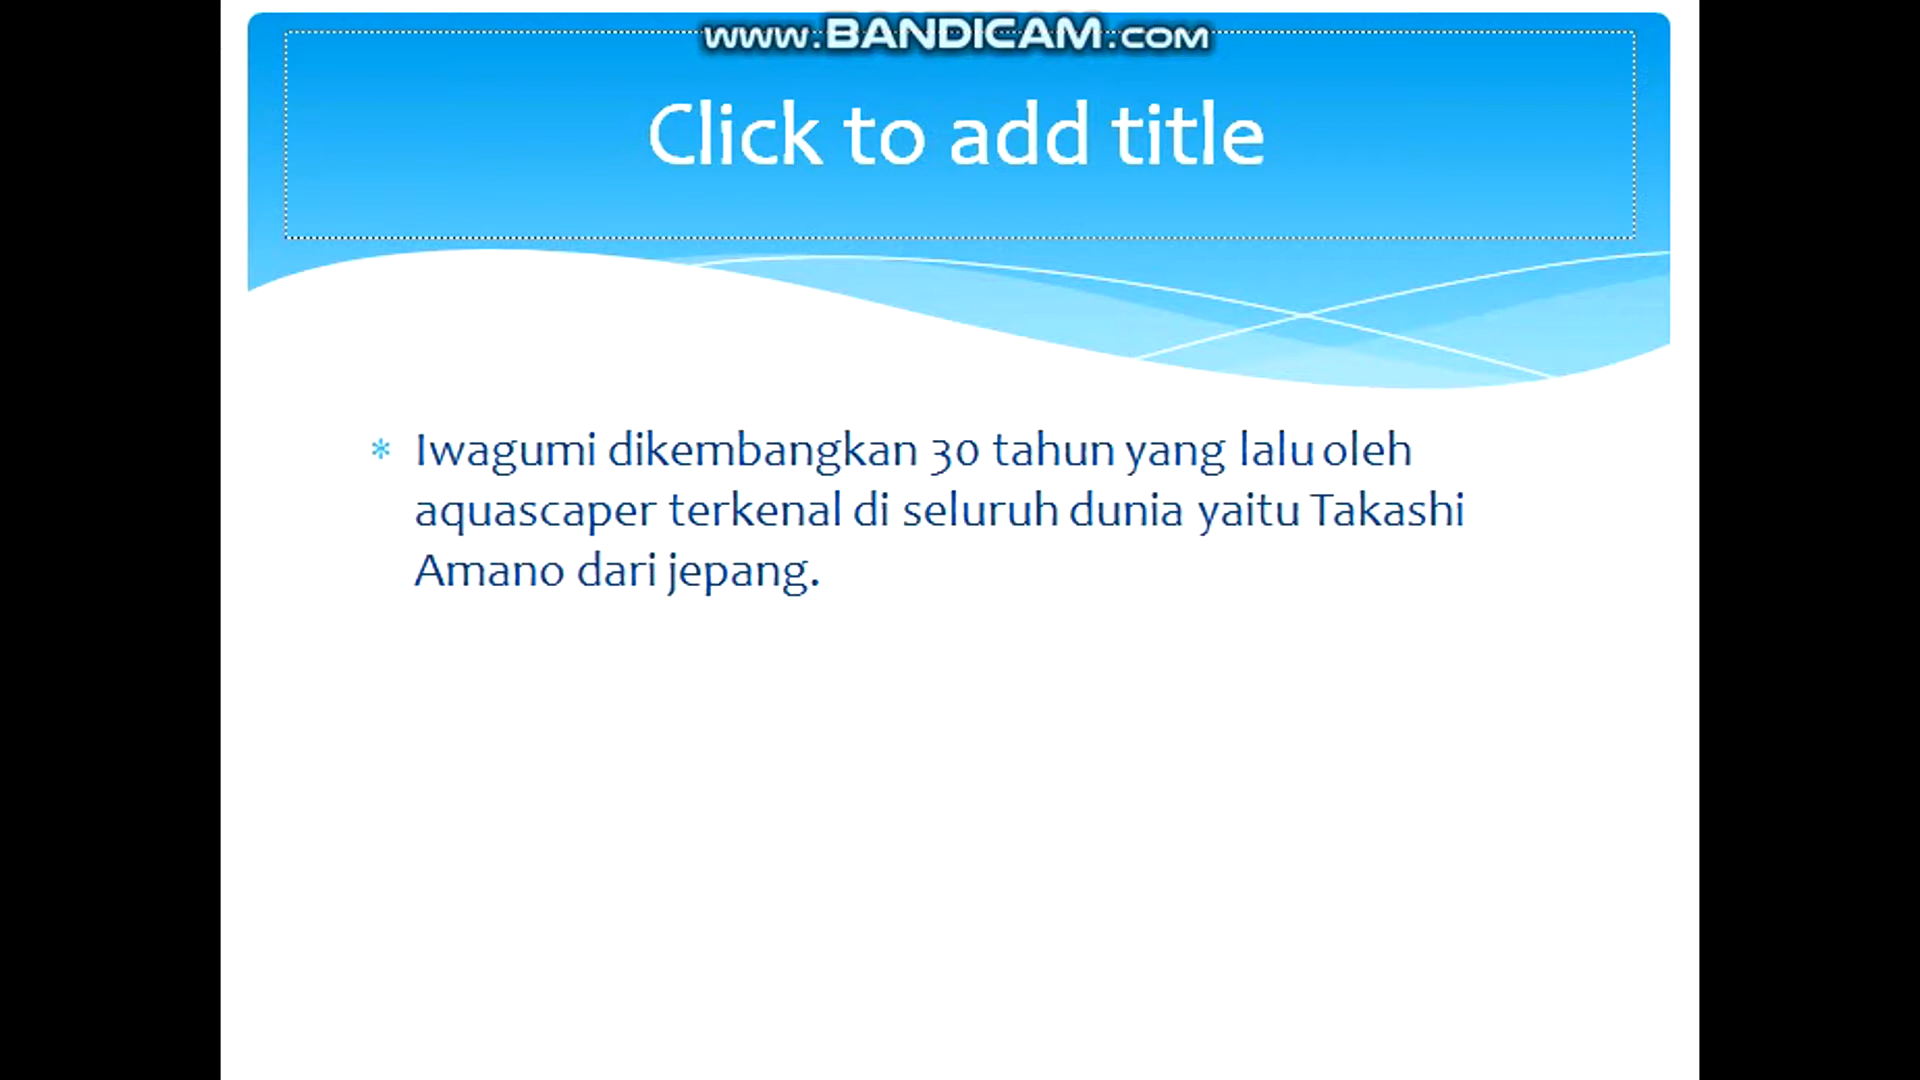 www.BANDICAM.com
Click to add title
* Iwagumi dikembangkan 30 tahun yang lalu oleh
aquascaper terkenal di seluruh dunia yaitu Takashi
Amano dari jepang.